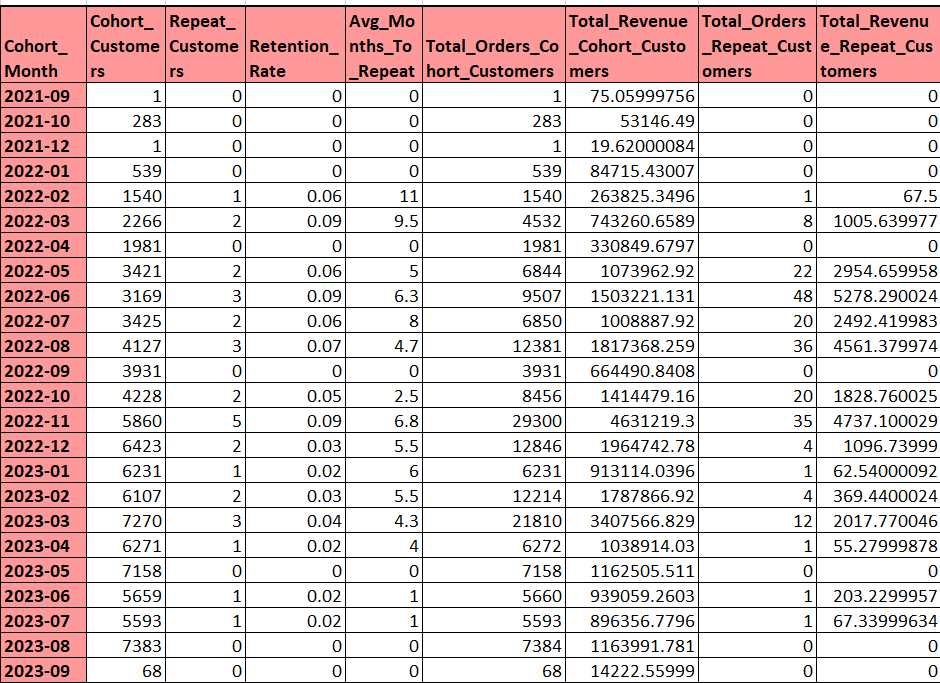 Cohort_Month Cohort_Customers Repeat_Customers Retention_Rate Avg_Months_To_Repeat Total_Orders_Cohort_Customers Total_Revenue_Cohort_Customers Total_Orders_Repeat_Customers Total_Revenue_Repeat_Customers
2021-09 1 0 0 0 1 75.05999756 0 0
2021-10 283 0 0 0 283 53146.49 0 0
2021-12 1 0 0 0 1 19.62000084 0 0
2022-01 539 0 0 0 539 84715.43007 0 0
2022-02 1540 1 0.06 11 1540 263825.3496 1 67.5
2022-03 2266 2 0.09 9.5 4532 743260.6589 8 1005.639977
2022-04 1981 0 0 0 1981 330849.6797 0 0
2022-05 3421 2 0.06 5 6844 1073962.92 22 2954.659958
2022-06 3169 3 0.09 6.3 9507 1503221.131 48 5278.290024
2022-07 3425 2 0.06 8 6850 1008887.92 20 2492.419983
2022-08 4127 3 0.07 4.7 12381 1817368.259 36 4561.379974
2022-09 3931 0 0 0 3931 664490.8408 0 0
2022-10 4228 2 0.05 2.5 8456 1414479.16 20 1828.760025
2022-11 5860 5 0.09 6.8 29300 4631219.3 35 4737.100029
2022-12 6423 2 0.03 5.5 12846 1964742.78 4 1096.73999
2023-01 6231 1 0.02 6 6231 913114.0396 1 62.54000092
2023-02 6107 2 0.03 5.5 12214 1787866.92 4 369.4400024
2023-03 7270 3 0.04 4.3 21810 3407566.829 12 2017.770046
2023-04 6271 1 0.02 4 6272 1038914.03 1 55.27999878
2023-05 7158 0 0 0 7158 1162505.511 0 0
2023-06 5659 1 0.02 1 5660 939059.2603 1 203.2299957
2023-07 5593 1 0.02 1 5593 896356.7796 1 67.33999634
2023-08 7383 0 0 0 7384 1163991.781 0 0
2023-09 68 0 0 0 68 14222.55999 0 0